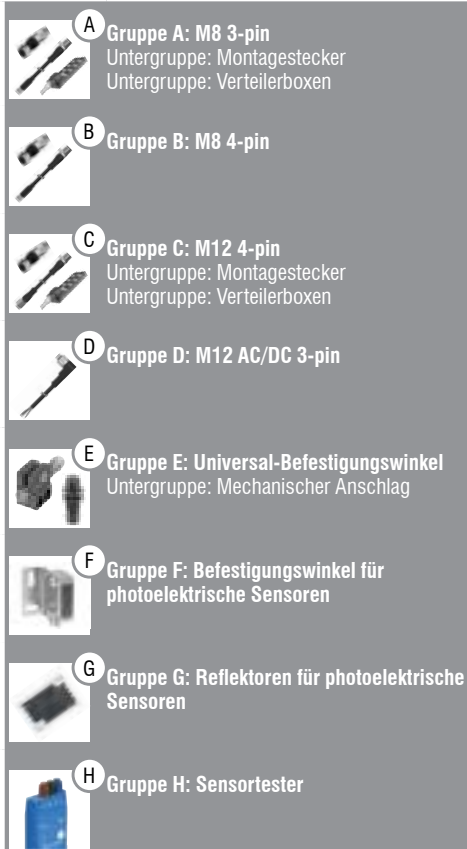 A
Gruppe A: M8 3-pin
Untergruppe: Montagestecker
Untergruppe: Verteilerboxen
B
Gruppe B: M8 4-pin
C
Gruppe C: M12 4-pin
Untergruppe: Montagestecker
Untergruppe: Verteilerboxen
D
Gruppe D: M12 AC/DC 3-pin
E
Gruppe E: Universal-Befestigungswinkel
Untergruppe: Mechanischer Anschlag
F
Gruppe F: Befestigungswinkel für
photoelektrische Sensoren
G
Gruppe G: Reflektoren für photoelektrische
Sensoren
H
Gruppe H: Sensortester